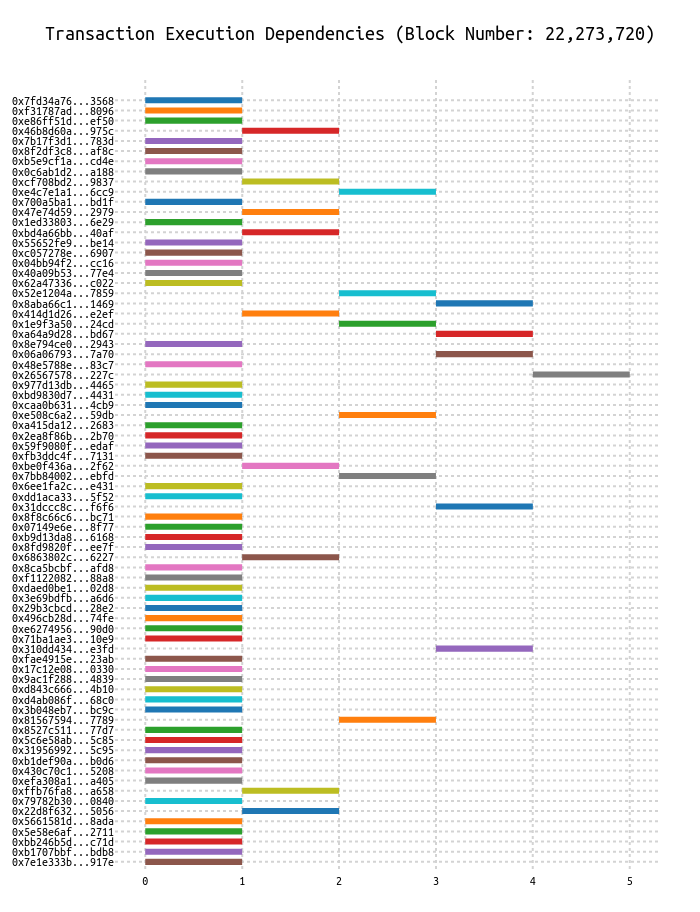 Transaction Execution Dependencies (Block Number: 22,273,720)
0x7fd34a76...3568
0xf31787ad...8096
0xe86ff51d...ef50
0x46b8d60a...975c
0x7b17f3d1...783d
0x8f2df3c8...af8c
0xb5e9cf1a...cd4e
0x0c6ab1d2...a188
0xcf708bd2...9837
0xe4c7e1a1...6cc9
0x700a5ba1...bd1f
0x47e74d59...2979
0x1ed33803...6e29
0xbd4a66bb...40af
0x55652fe9...be14
0xc057278e...6907
0x04bb94f2...cc16
0x40a09b53...77e4
0x62a47336...c022
0x52e1204a...7859
0x8aba66c1...1469
0x414d1d26...e2ef
0x1e9f3a50...24cd
0xa64a9d28...bd67
0x8e794ce0...2943
0x06a06793...7a70
0x48e5788e...83c7
0x26567578...227c
0x977d13db...4465
0xbd9830d7...4431
0xcaa0b631...4cb9
0xe508c6a2...59db
0xa415da12...2683
0x2ea8f86b...2b70
0x59f9080f...edaf
0xfb3ddc4f...7131
0xbe0f436a...2f62
0x7bb84002...ebfd
0x6ee1fa2c...e431
0xdd1aca33...5f52
0x31dccc8c...f6f6
0x8f8c66c6...bc71
0x07149e6e...8f77
0xb9d13da8...6168
0x8fd9820f...ee7f
0x6863802c...6227
0x8ca5bcbf...afd8
0xf1122082...88a8
0xdaed0be1...02d8
0x3e69bdfb...a6d6
0x29b3cbcd...28e2
0x496cb28d...74fe
0xe6274956...90d0
0x71ba1ae3...10e9
0x310dd434...e3fd
0xfae4915e...23ab
0x17c12e08...0330
0x9ac1f288...4839
0xd843c666...4b10
0xd4ab086f...68c0
0x3b048eb7...bc9c
0x81567594...7789
0x8527c511...77d7
0x5c6e58ab...5c85
0x31956992...5c95
0xb1def90a...b0d6
0x430c70c1...5208
0xefa308a1...a405
0xffb76fa8...a658
0x79782b30...0840
0x22d8f632...5056
0x5661581d...8ada
0x5e58e6af...2711
0xbb246b5d...c71d
0xb1707bbf...bdb8
0x7e1e333b...917e
0 1 2 3 4 5